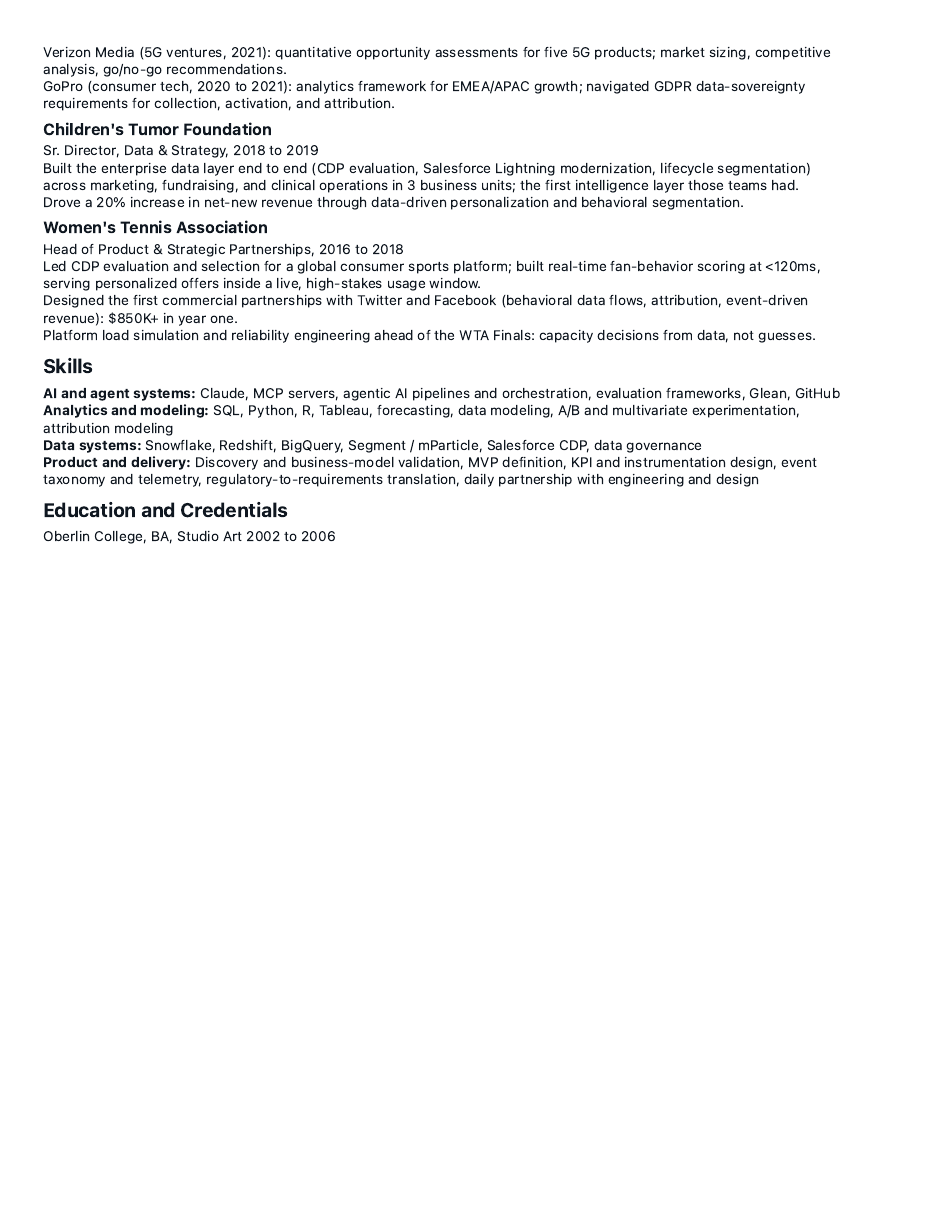 Verizon Media (5G ventures, 2021): quantitative opportunity assessments for five 5G products; market sizing, competitive
analysis, go/no-go recommendations.
GoPro (consumer tech, 2020 to 2021): analytics framework for EMEA/APAC growth; navigated GDPR data-sovereignty
requirements for collection, activation, and attribution.
Children's Tumor Foundation
Sr. Director, Data & Strategy, 2018 to 2019
Built the enterprise data layer end to end (CDP evaluation, Salesforce Lightning modernization, lifecycle segmentation)
across marketing, fundraising, and clinical operations in 3 business units; the first intelligence layer those teams had.
Drove a 20% increase in net-new revenue through data-driven personalization and behavioral segmentation.
Women's Tennis Association
Head of Product & Strategic Partnerships, 2016 to 2018
Led CDP evaluation and selection for a global consumer sports platform; built real-time fan-behavior scoring at <120ms,
serving personalized offers inside a live, high-stakes usage window.
Designed the first commercial partnerships with Twitter and Facebook (behavioral data flows, attribution, event-driven
revenue): $850K+ in year one.
Platform load simulation and reliability engineering ahead of the WTA Finals: capacity decisions from data, not guesses.
Skills
AI and agent systems: Claude, MCP servers, agentic AI pipelines and orchestration, evaluation frameworks, Glean, GitHub
Analytics and modeling: SQL, Python, R, Tableau, forecasting, data modeling, A/B and multivariate experimentation,
attribution modeling
Data systems: Snowflake, Redshift, BigQuery, Segment / mParticle, Salesforce CDP, data governance
Product and delivery: Discovery and business-model validation, MVP definition, KPI and instrumentation design, event
taxonomy and telemetry, regulatory-to-requirements translation, daily partnership with engineering and design
Education and Credentials
Oberlin College, BA, Studio Art 2002 to 2006